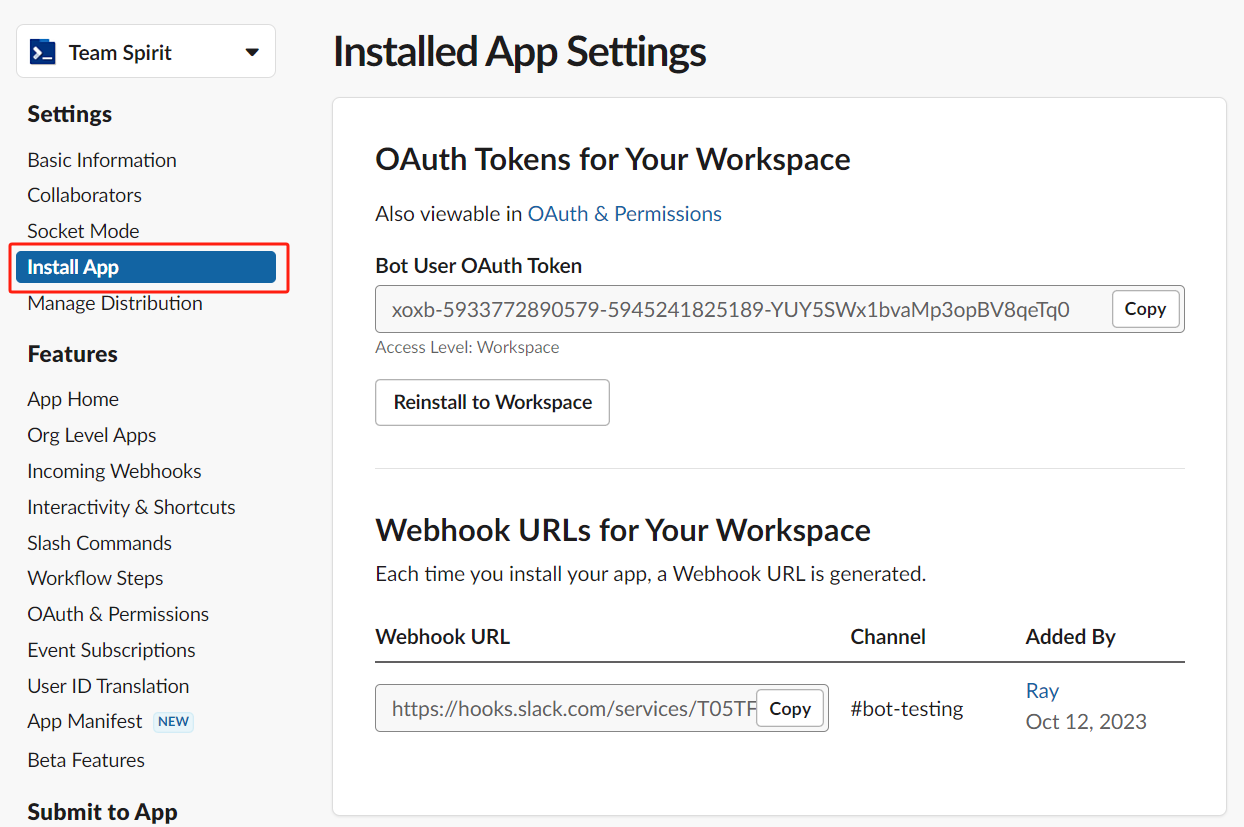 Team Spirit
Settings
Basic Information
Collaborators
Socket Mode
Install App
Manage Distribution
Features
App Home
Org Level Apps
Incoming Webhooks
Interactivity & Shortcuts
Slash Commands
Workflow Steps
OAuth & Permissions
Event Subscriptions
User ID Translation
App Manifest NEW
Beta Features
Submit to App
Installed App Settings
OAuth Tokens for Your Workspace
Also viewable in OAuth & Permissions
Bot User OAuth Token
xoxb-5933772890579-5945241825189-YUY5SWx1bvaMp3opBV8qeTq0 Copy
Access Level: Workspace
Reinstall to Workspace
Webhook URLs for Your Workspace
Each time you install your app, a Webhook URL is generated.
Webhook URL Channel Added By
https://hooks.slack.com/services/T05TF Copy #bot-testing Ray
Oct 12, 2023